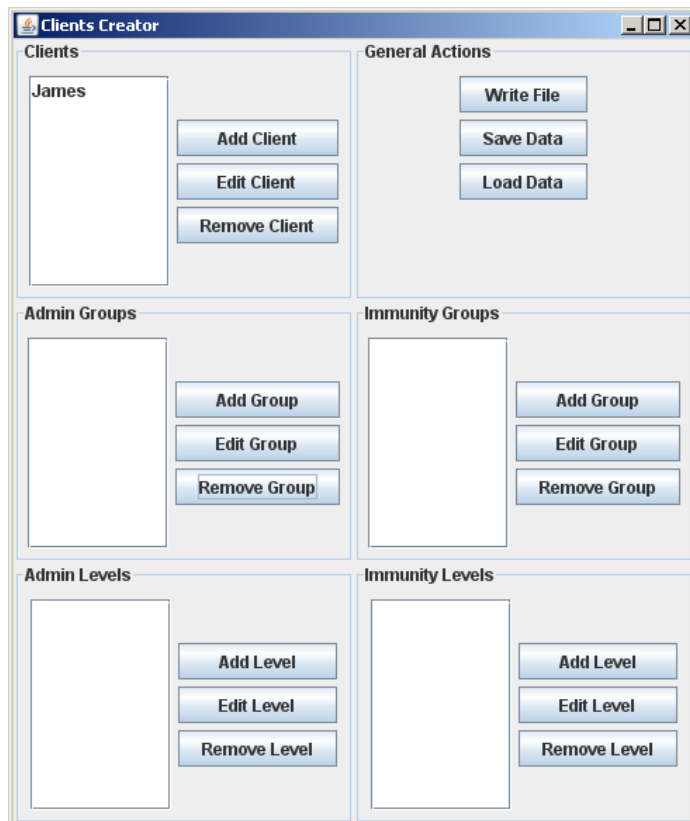 Clients Creator
Clients
James
Add Client
Edit Client
Remove Client
General Actions
Write File
Save Data
Load Data
Admin Groups
Add Group
Edit Group
Remove Group
Immunity Groups
Add Group
Edit Group
Remove Group
Admin Levels
Add Level
Edit Level
Remove Level
Immunity Levels
Add Level
Edit Level
Remove Level